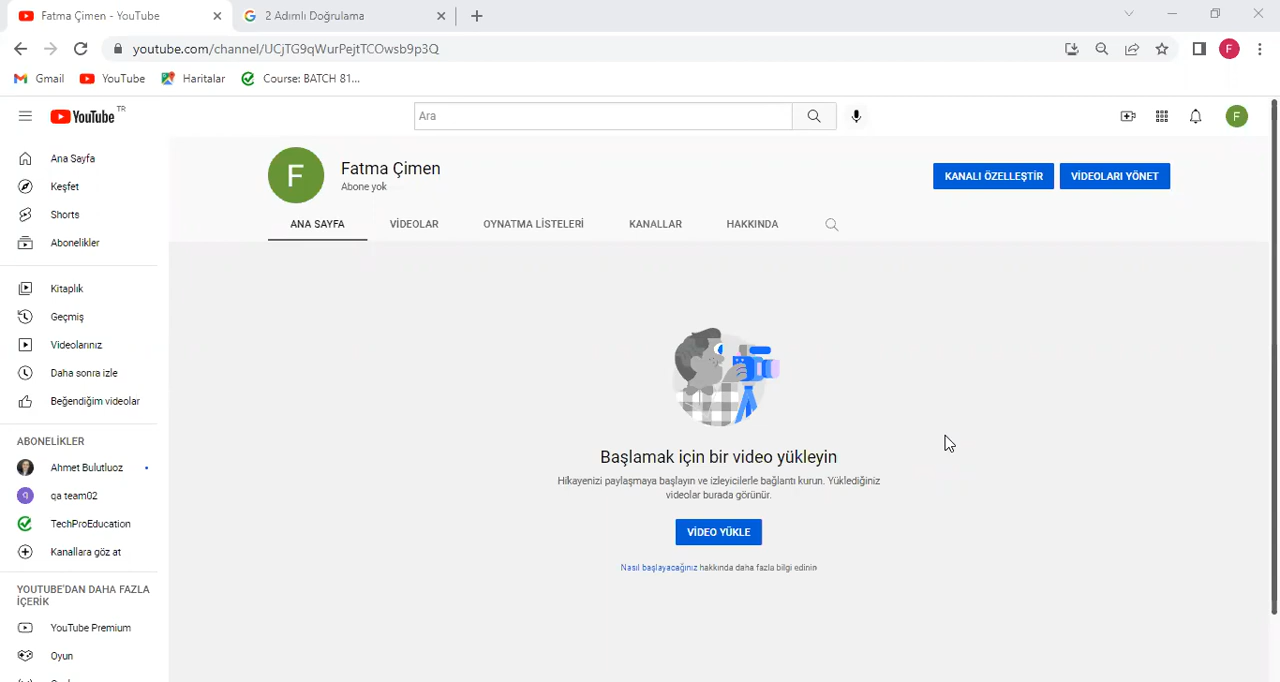 Fatma Çimen - YouTube
2 Adımlı Doğrulama
youtube.com/channel/UCjTG9qWurPejtTCOwsb9p3Q
F
Gmail
YouTube
Haritalar
Course: BATCH 81...
YouTube TR
Ara
F
Ana Sayfa
Keşfet
Shorts
Abonelikler
Kitaplık
Geçmiş
Videolarınız
Daha sonra izle
Beğendiğim videolar
ABONELİKLER
Ahmet Bulutluoz
q qa team02
TechProEducation
Kanallara göz at
YOUTUBE'DAN DAHA FAZLA
İÇERİK
YouTube Premium
Oyun
F
Fatma Çimen
Abone yok
KANALI ÖZELLEŞTİR
VİDEOLARI YÖNET
ANA SAYFA
VİDEOLAR
OYNATMA LİSTELERİ
KANALLAR
HAKKINDA
Başlamak için bir video yükleyin
Hikayenizi paylaşmaya başlayın ve izleyicilerle bağlantı kurun. Yüklediğiniz
videolar burada görünür.
VİDEO YÜKLE
Nasıl başlayacağınız hakkında daha fazla bilgi edinin